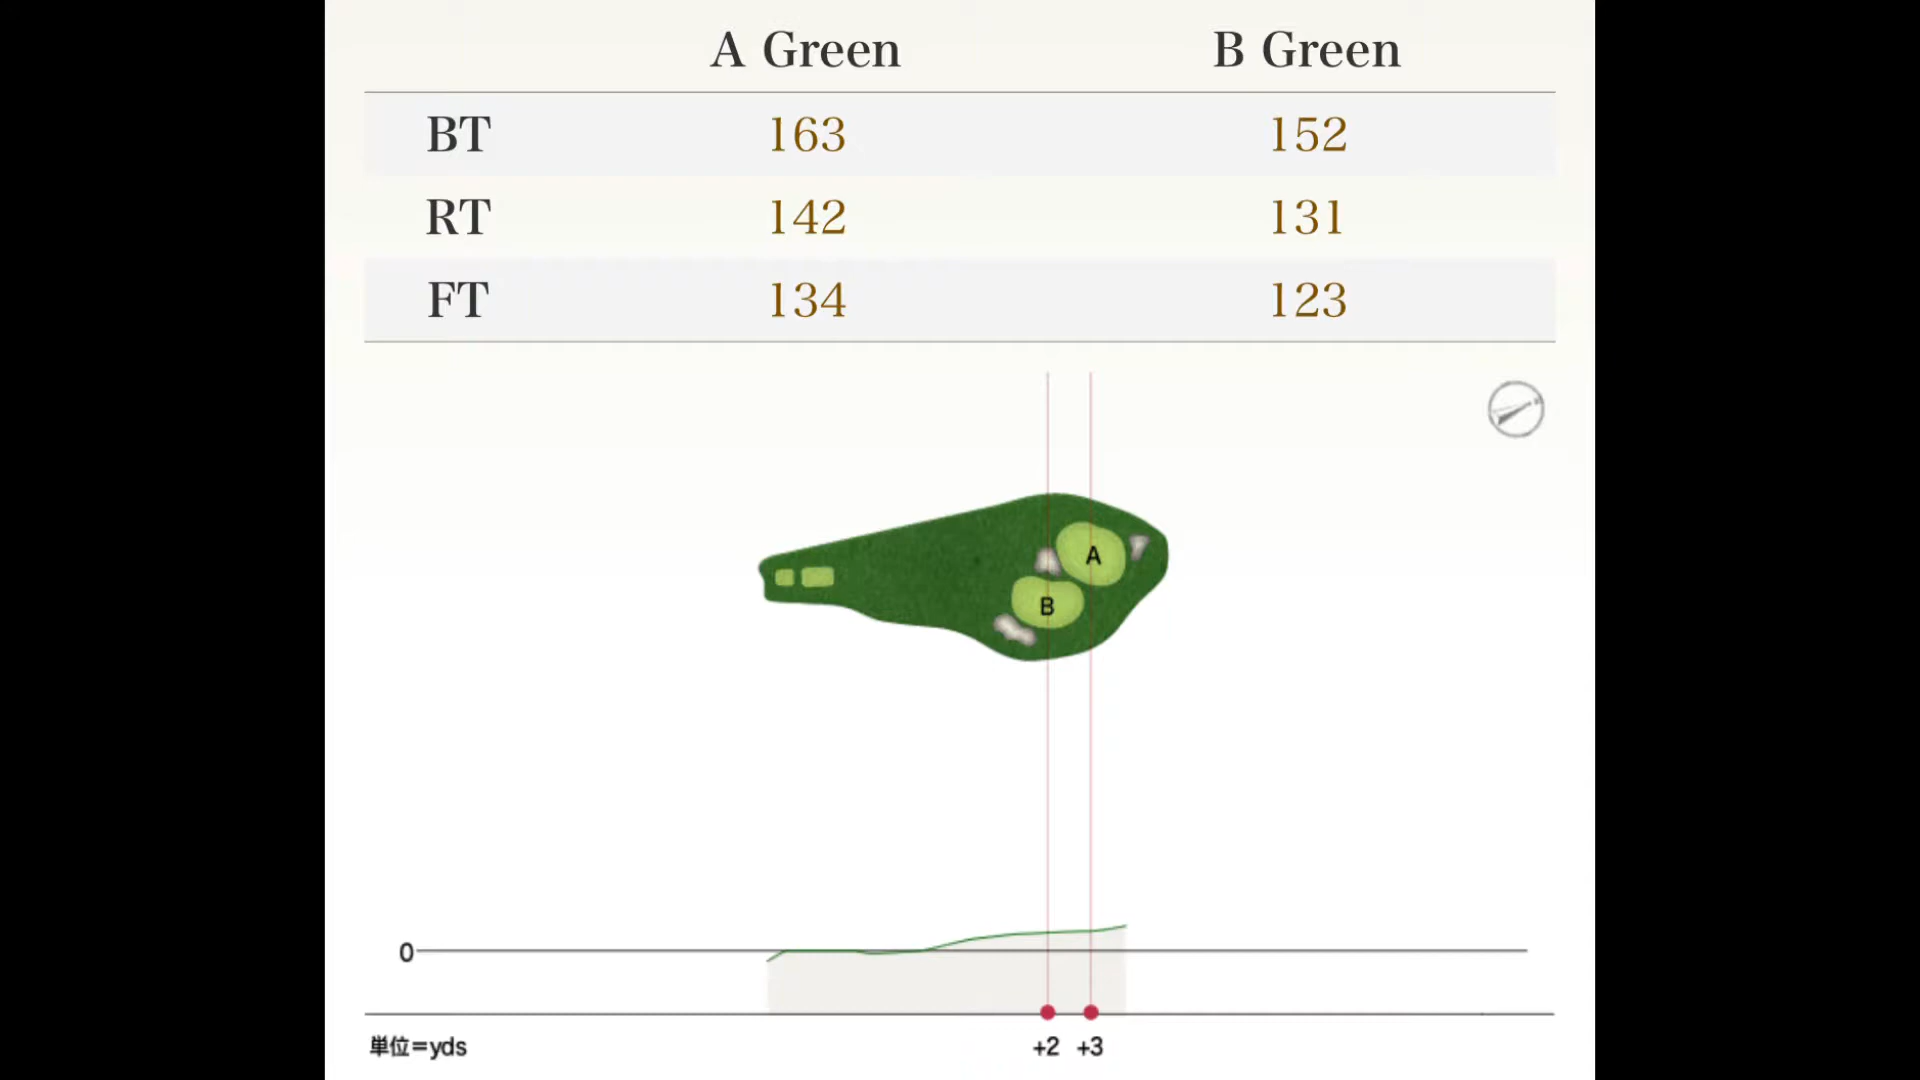 A Green B Green
BT 163 152
RT 142 131
FT 134 123
A
B
0
単位=yds +2 +3